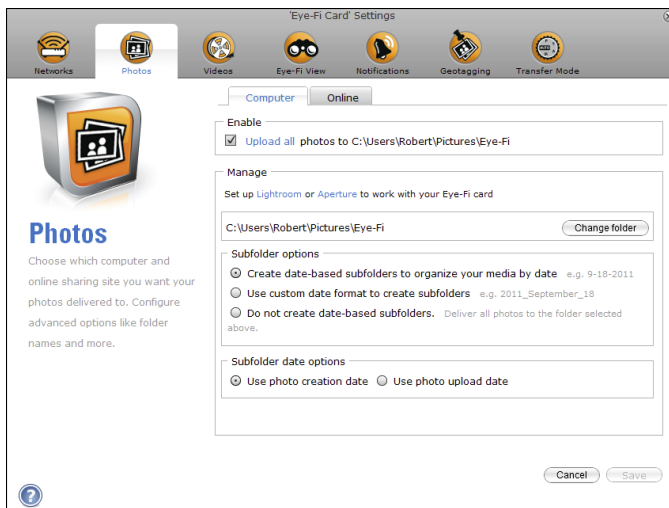 'Eye-Fi Card' Settings
Networks
Photos
Videos
Eye-Fi View
Notifications
Geotagging
Transfer Mode
Computer
Online
Enable
Upload all photos to C:\Users\Robert\Pictures\Eye-Fi
Manage
Set up Lightroom or Aperture to work with your Eye-Fi card
C:\Users\Robert\Pictures\Eye-Fi
Change folder
Photos
Choose which computer and
online sharing site you want your
photos delivered to. Configure
advanced options like folder
names and more.
Subfolder options
Create date-based subfolders to organize your media by date e.g. 9-18-2011
Use custom date format to create subfolders e.g. 2011_September_18
Do not create date-based subfolders. Deliver all photos to the folder selected
above.
Subfolder date options
Use photo creation date
Use photo upload date
Cancel
Save
?